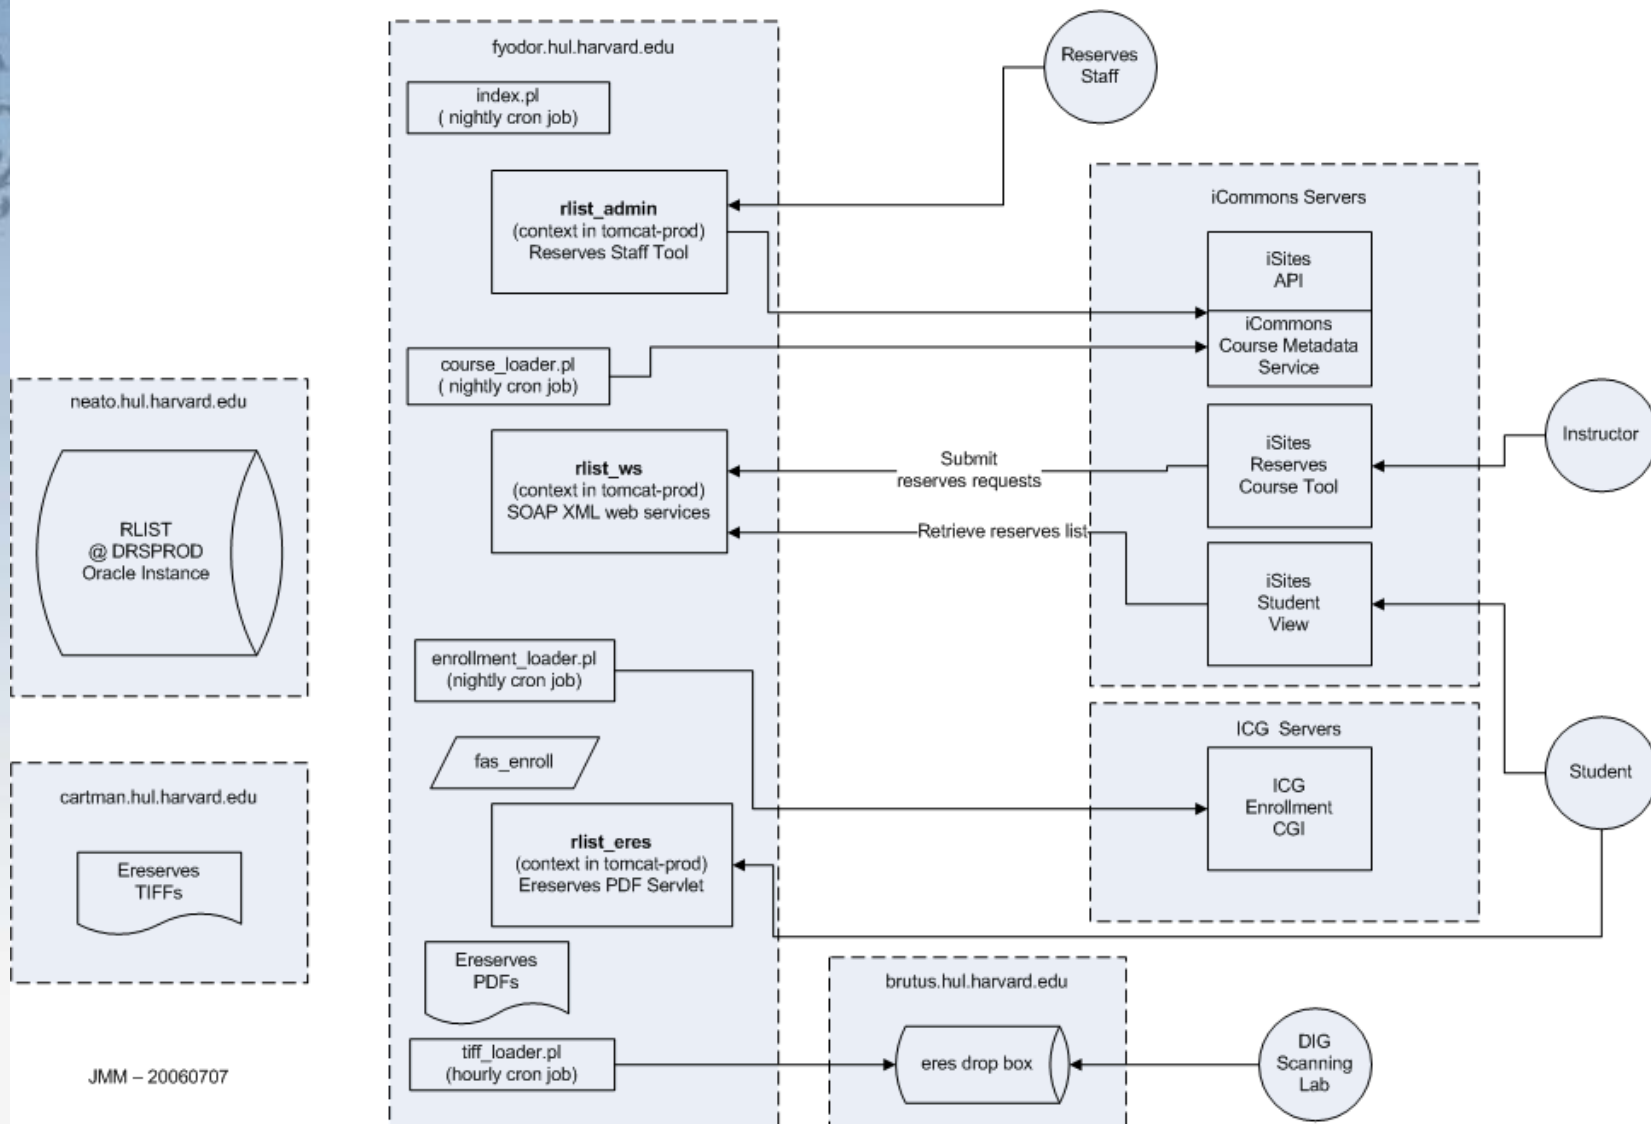 fyodor.hul.harvard.edu
index.pl
( nightly cron job)
rlist_admin
(context in tomcat-prod)
Reserves Staff Tool
course_loader.pl
( nightly cron job)
rlist_ws
(context in tomcat-prod)
SOAP XML web services
enrollment_loader.pl
(nightly cron job)
fas_enroll
rlist_eres
(context in tomcat-prod)
Ereserves PDF Servlet
Ereserves
PDFs
tiff_loader.pl
(hourly cron job)
Reserves
Staff
iCommons Servers
iSites
API
iCommons
Course Metadata
Service
iSites
Reserves
Course Tool
iSites
Student
View
Submit
reserves requests
Retrieve reserves list
Instructor
Student
ICG  Servers
ICG
Enrollment
CGI
brutus.hul.harvard.edu
eres drop box
DIG
Scanning
Lab
neato.hul.harvard.edu
RLIST
@ DRSPROD
Oracle Instance
cartman.hul.harvard.edu
Ereserves
TIFFs
JMM – 20060707